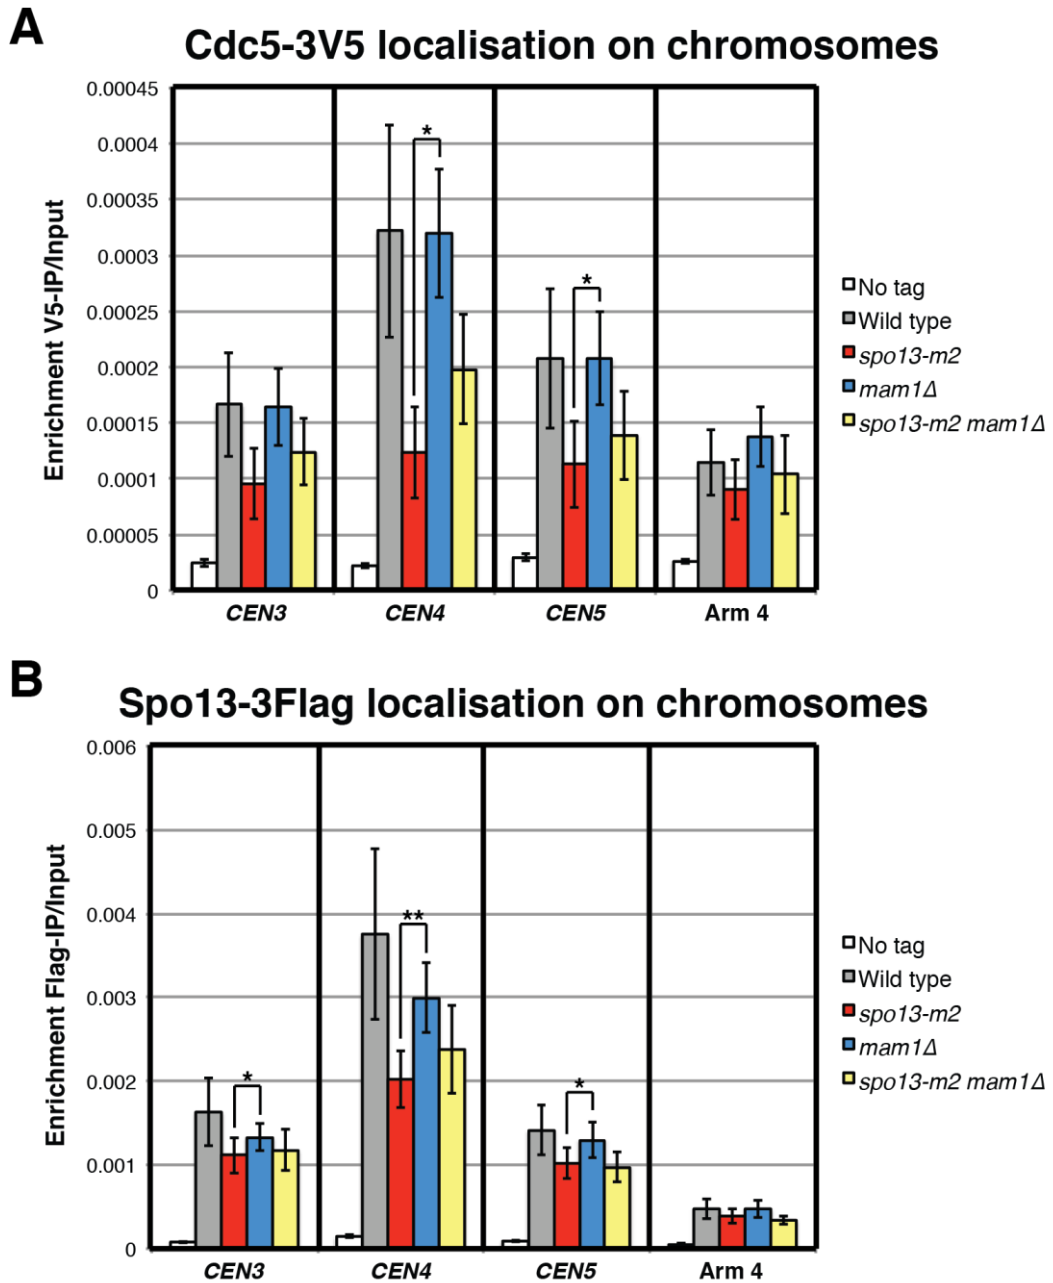 A
Cdc5-3V5 localisation on chromosomes
Enrichment V5-IP/Input
0.00045
0.0004
0.00035
0.0003
0.00025
0.0002
0.00015
0.0001
0.00005
0
*
*
CEN3
CEN4
CEN5
Arm 4
No tag
Wild type
spo13-m2
mam1Δ
spo13-m2 mam1Δ
B
Spo13-3Flag localisation on chromosomes
Enrichment Flag-IP/Input
0.006
0.005
0.004
0.003
0.002
0.001
0
*
**
*
CEN3
CEN4
CEN5
Arm 4
No tag
Wild type
spo13-m2
mam1Δ
spo13-m2 mam1Δ